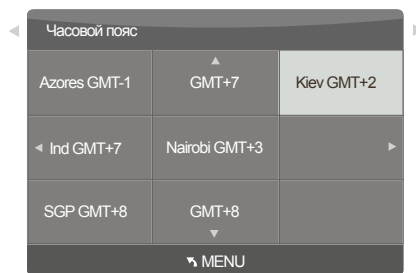 Часовой пояс
Azores GMT-1 GMT+7 Kiev GMT+2
Ind GMT+7 Nairobi GMT+3
SGP GMT+8 GMT+8
MENU